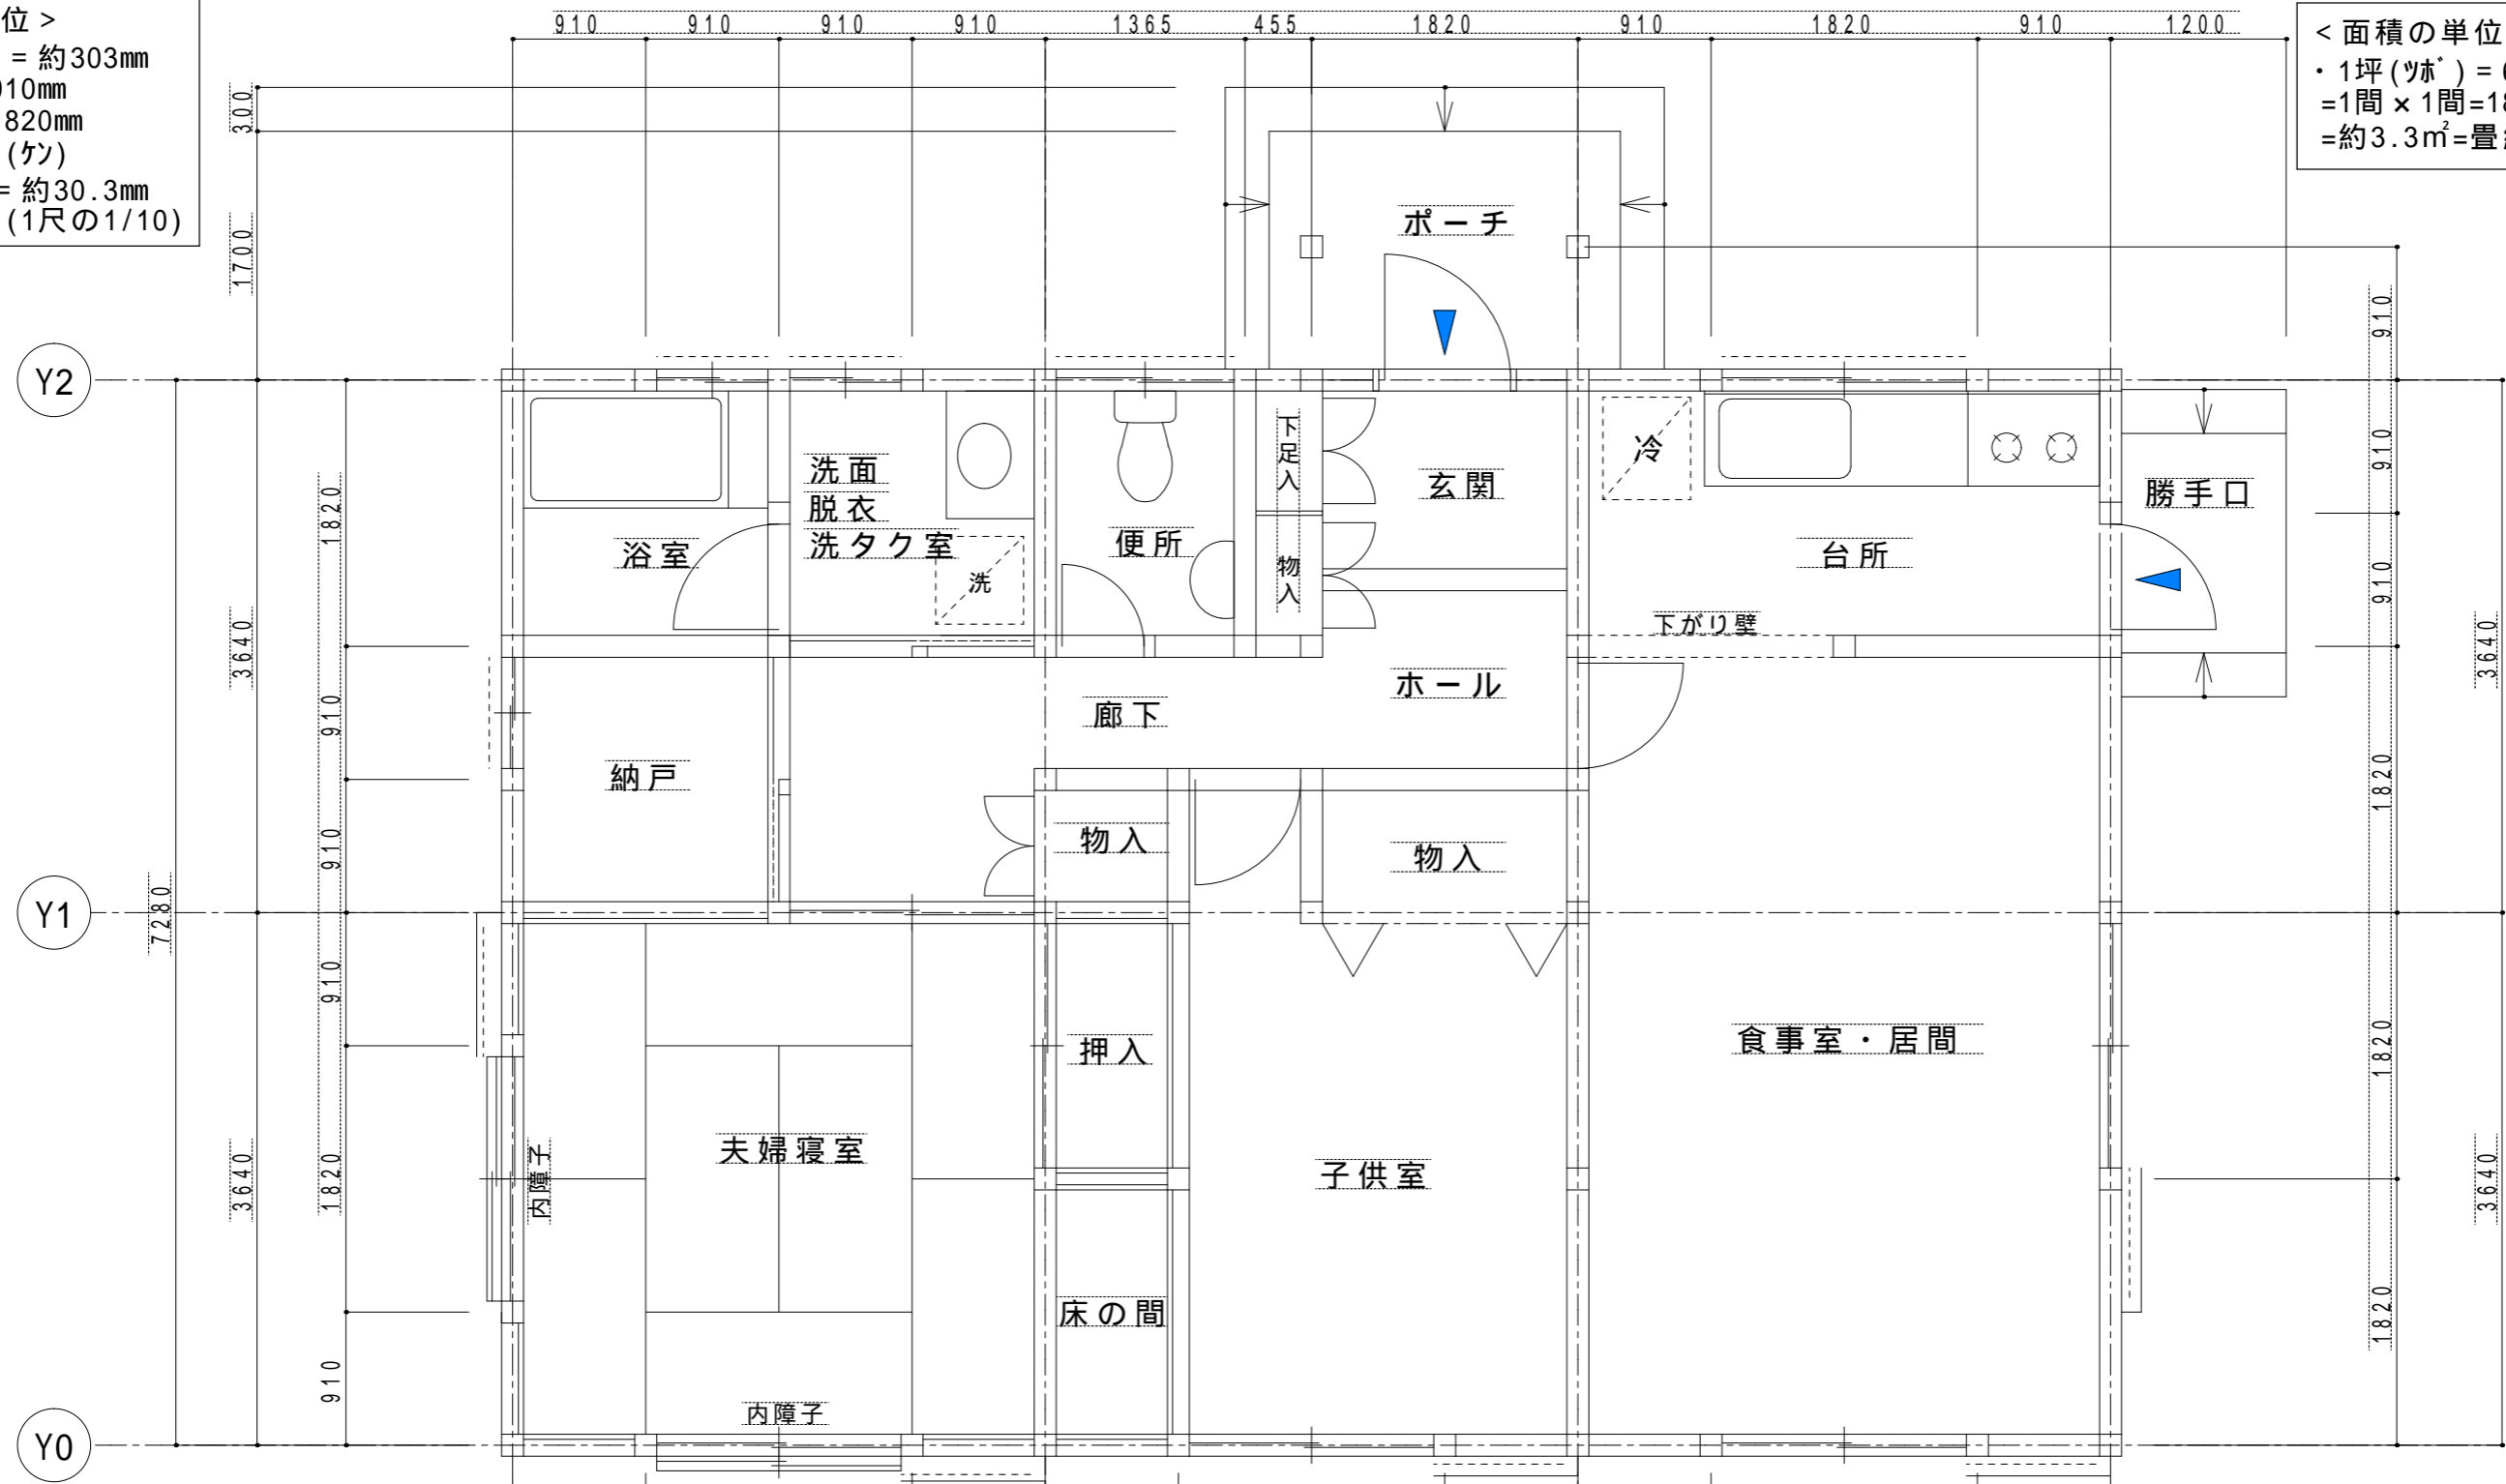 位 >
= 約303mm
910mm
820mm
(ｹﾝ)
= 約30.3mm
(1尺の1/10)
910 910 910 910 1365 455 1820 910 1820 910 1200
< 面積の単位
・ 1坪 (ﾂﾎﾞ) =
=1間 × 1間=18
=約3.3㎡=畳
300
1700
ポーチ
910
Y2
下足入
冷
洗面
脱衣
洗タク室
玄関
勝手口
910
1820
浴室
便所
台所
洗
物入
910
下がり壁
3640
3640
ホール
910
廊下
納戸
1820
910
物入
物入
Y1
7280
910
食事室・居間
1820
押入
夫婦寝室
子供室
内障子
3640
1820
3640
床の間
1820
910
内障子
Y0